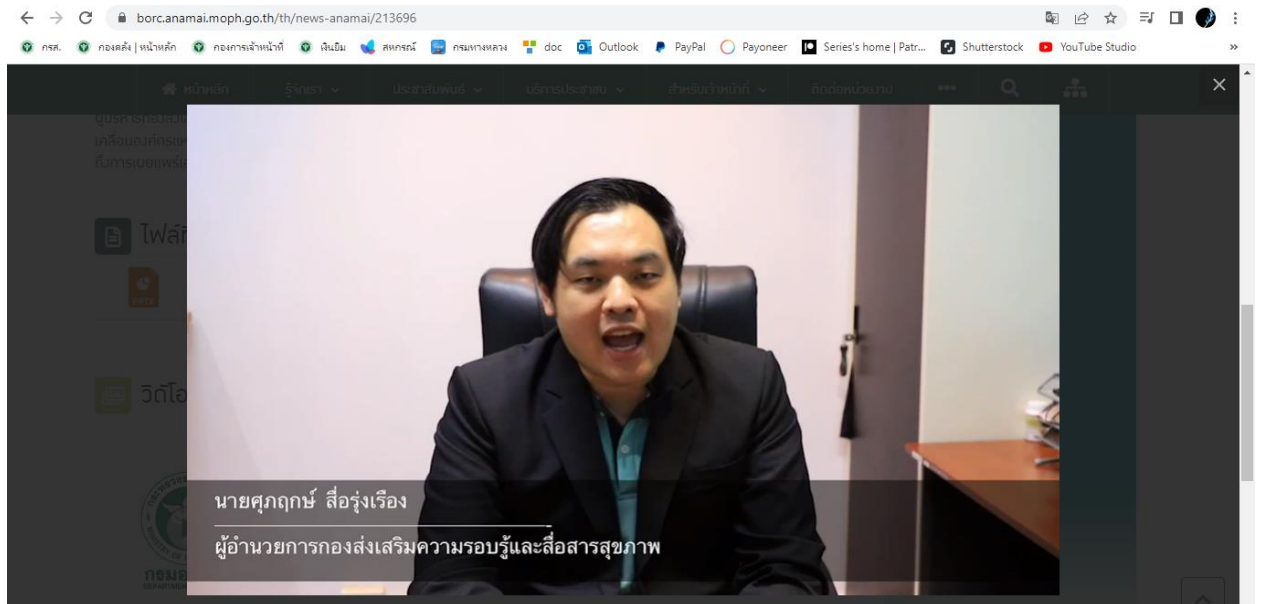 borc.anamai.moph.go.th/th/news-anamai/213696
กรส. กองคลัง | หน้าหลัก กองการเจ้าหน้าที่ สหกรณ์ กรมทางหลวง doc Outlook PayPal Payoneer Series's home | Patr... Shutterstock YouTube Studio »
หน้าหลัก รู้จักเรา ประชาสัมพันธ์ บริการประชาชน สำหรับเจ้าหน้าที่ ติดต่อหน่วยงาน
ไฟล์
PPTX
วิดีโอ
นายศุภฤกษ์ สื่อรุ่งเรือง
ผู้อำนวยการกองส่งเสริมความรอบรู้และสื่อสารสุขภาพ